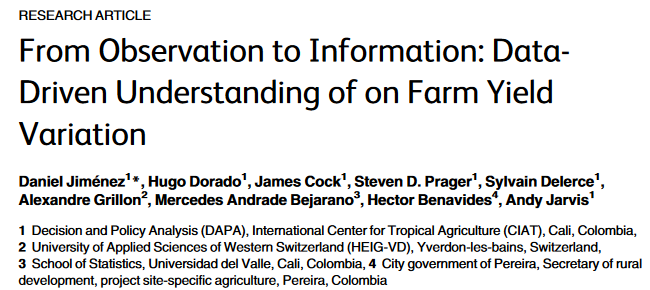 RESEARCH ARTICLE
From Observation to Information: Data-
Driven Understanding of on Farm Yield
Variation
Daniel Jiménez1*, Hugo Dorado1, James Cock1, Steven D. Prager1, Sylvain Delerce1,
Alexandre Grillon2, Mercedes Andrade Bejarano3, Hector Benavides4, Andy Jarvis1
1 Decision and Policy Analysis (DAPA), International Center for Tropical Agriculture (CIAT), Cali, Colombia,
2 University of Applied Sciences of Western Switzerland (HEIG-VD), Yverdon-les-bains, Switzerland,
3 School of Statistics, Universidad del Valle, Cali, Colombia, 4 City government of Pereira, Secretary of rural
development, project site-specific agriculture, Pereira, Colombia